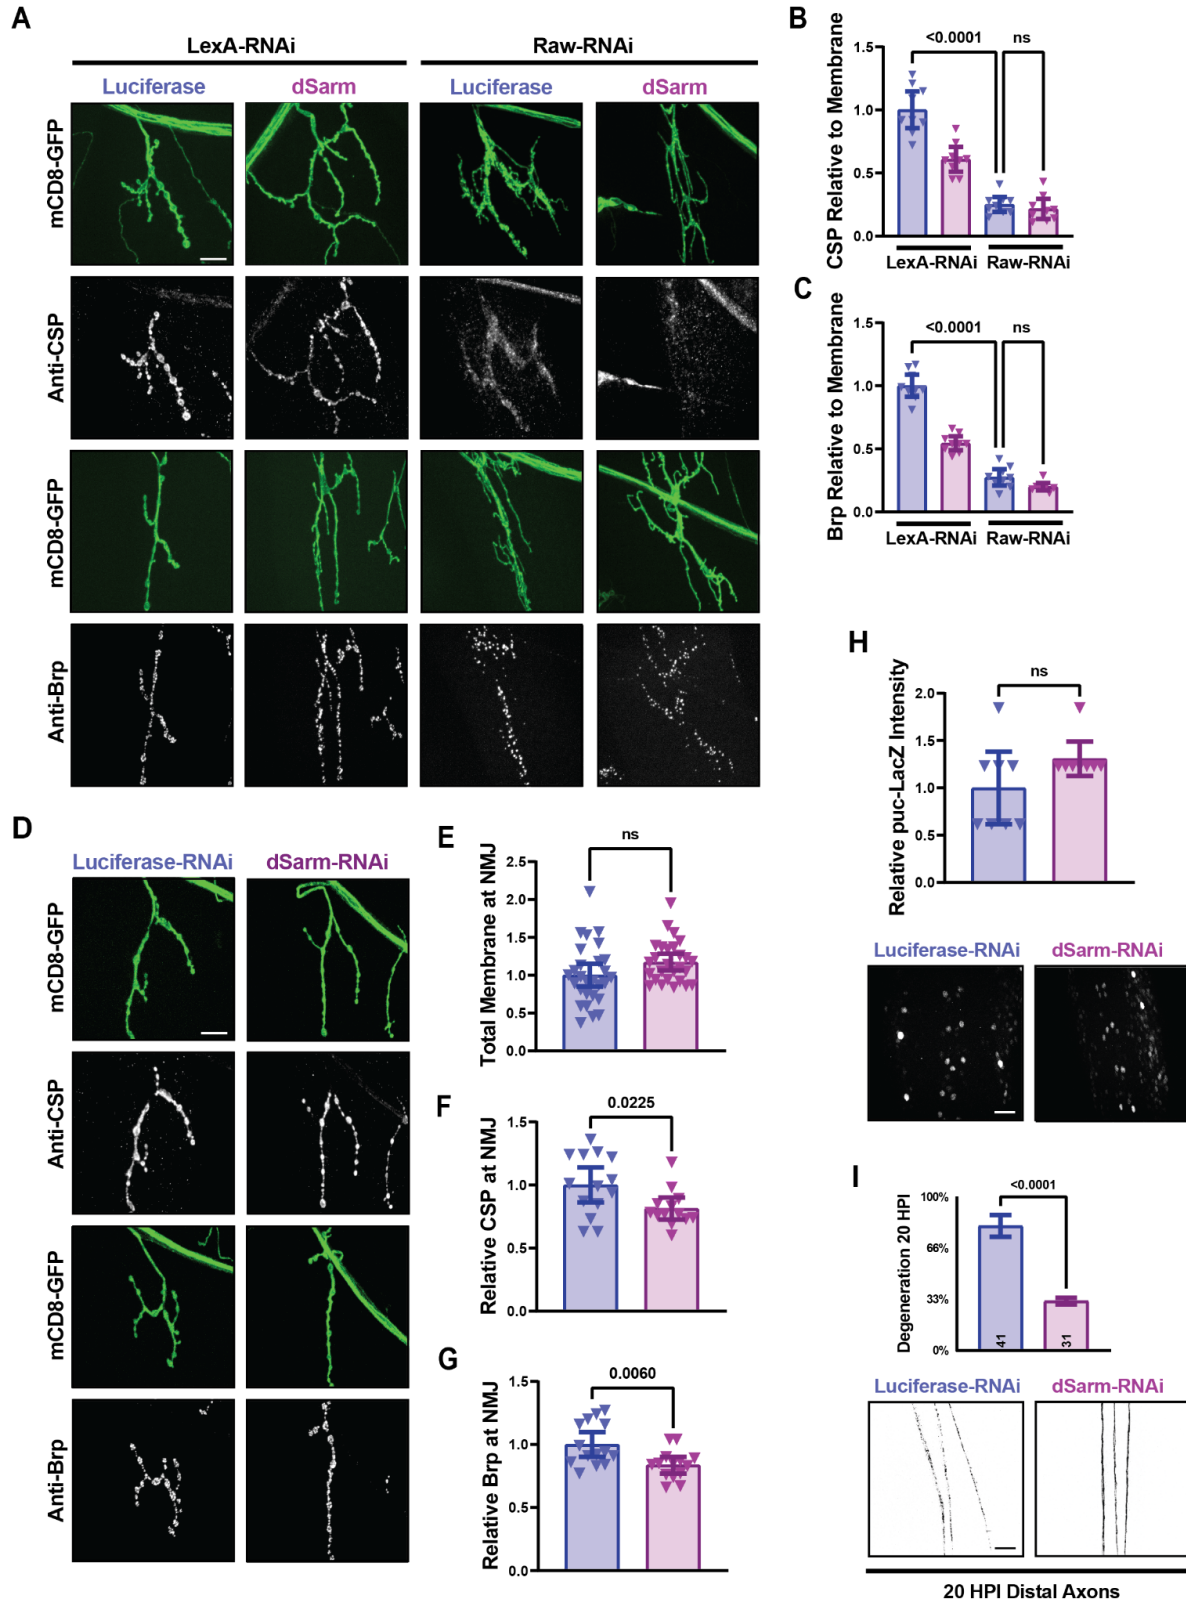 A
LexA-RNAi
Raw-RNAi
Luciferase
dSarm
Luciferase
dSarm
mCD8-GFP
Anti-CSP
mCD8-GFP
Anti-Brp
B
CSP Relative to Membrane
1.5
1.0
0.5
0.0
<0.0001
ns
LexA-RNAi
Raw-RNAi
C
Brp Relative to Membrane
1.5
1.0
0.5
0.0
<0.0001
ns
LexA-RNAi
Raw-RNAi
D
Luciferase-RNAi
dSarm-RNAi
mCD8-GFP
Anti-CSP
mCD8-GFP
Anti-Brp
E
Total Membrane at NMJ
2.5
2.0
1.5
1.0
0.5
0.0
ns
F
Relative CSP at NMJ
1.5
1.0
0.5
0.0
0.0225
G
Relative Brp at NMJ
1.5
1.0
0.5
0.0
0.0060
H
Relative puc-LacZ Intensity
2.0
1.5
1.0
0.5
0.0
ns
Luciferase-RNAi
dSarm-RNAi
I
Degeneration 20 HPI
100%
66%
33%
0%
<0.0001
41
31
Luciferase-RNAi
dSarm-RNAi
20 HPI Distal Axons